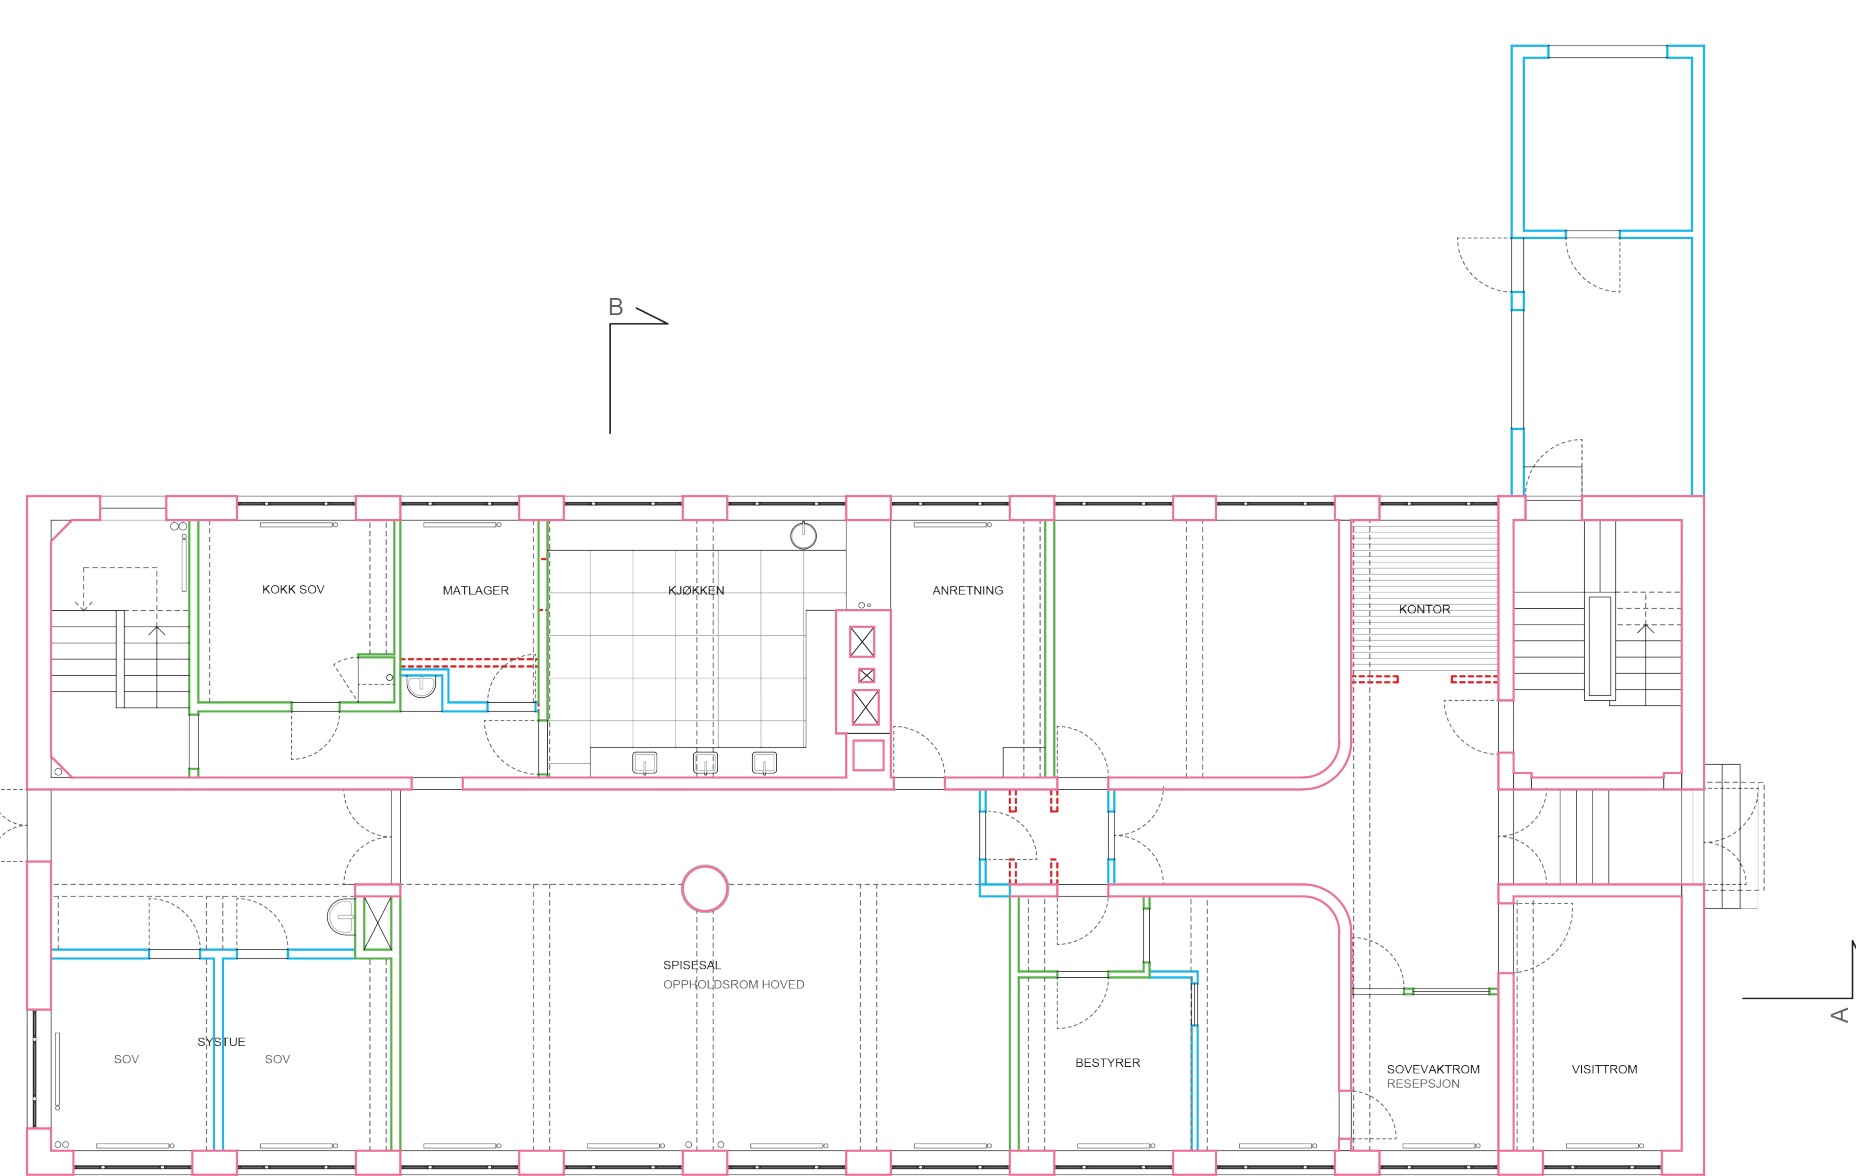 B
KOKK SOV
MATLAGER
KJØKKEN
ANRETNING
KONTOR
SPISESAL
OPPHOLDSROM HOVED
SYSTUE
SOV
SOV
BESTYRER
SOVEVAKTROM
RESEPSJON
VISITTROM
A